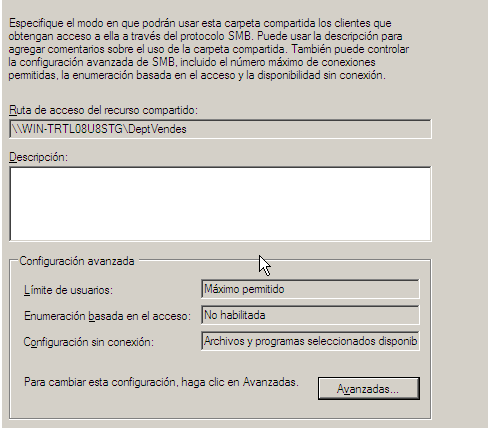 Especifique el modo en que podrán usar esta carpeta compartida los clientes que
obtengan acceso a ella a través del protocolo SMB. Puede usar la descripción para
agregar comentarios sobre el uso de la carpeta compartida. También puede controlar
la configuración avanzada de SMB, incluido el número máximo de conexiones
permitidas, la enumeración basada en el acceso y la disponibilidad sin conexión.
Ruta de acceso del recurso compartido:
\\WIN-TRTL08U8STG\DeptVendes
Descripción:
Configuración avanzada
Límite de usuarios: Máximo permitido
Enumeración basada en el acceso: No habilitada
Configuración sin conexión: Archivos y programas seleccionados disponib
Para cambiar esta configuración, haga clic en Avanzadas. Avanzadas...